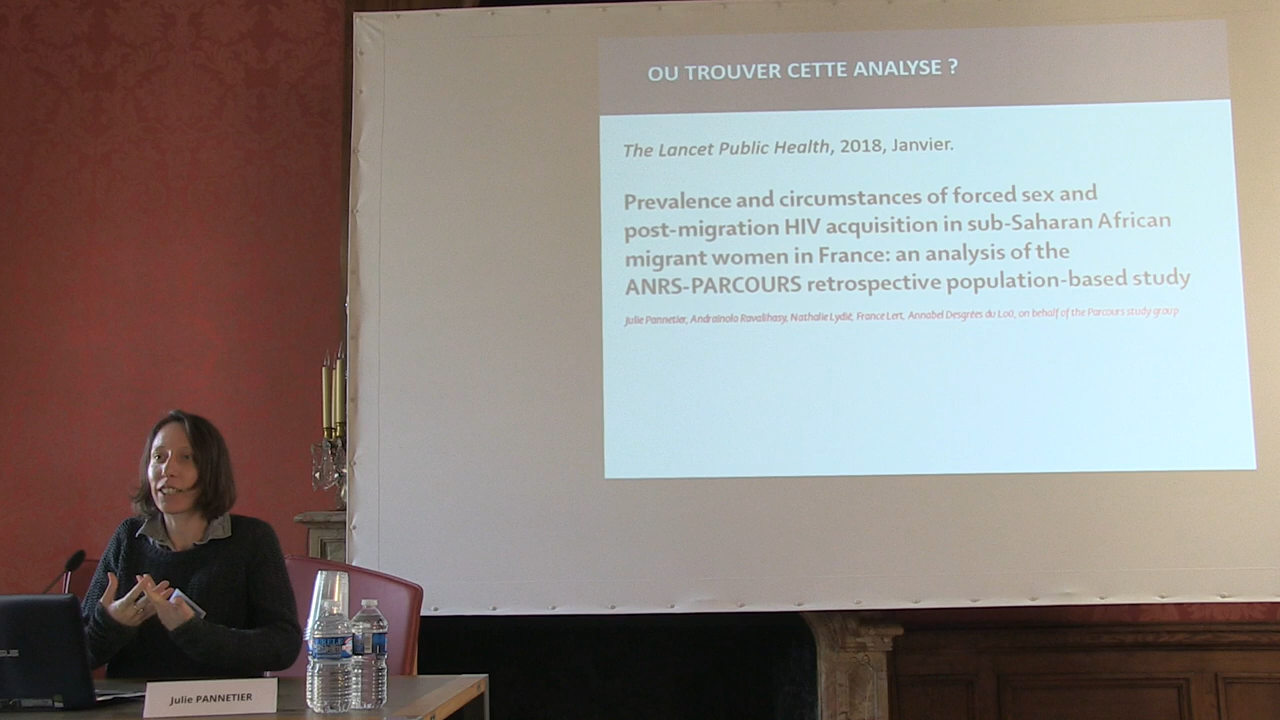 OU TROUVER CETTE ANALYSE ?
The Lancet Public Health, 2018, Janvier.
Prevalence and circumstances of forced sex and
post-migration HIV acquisition in sub-Saharan African
migrant women in France: an analysis of the
ANRS-PARCOURS retrospective population-based study
Julie Pannetier, Andrainolo Ravalihasy, Nathalie Lydié, France Lert, Annabel Desgrées du Loû, on behalf of the Parcours study group
Julie PANNETIER